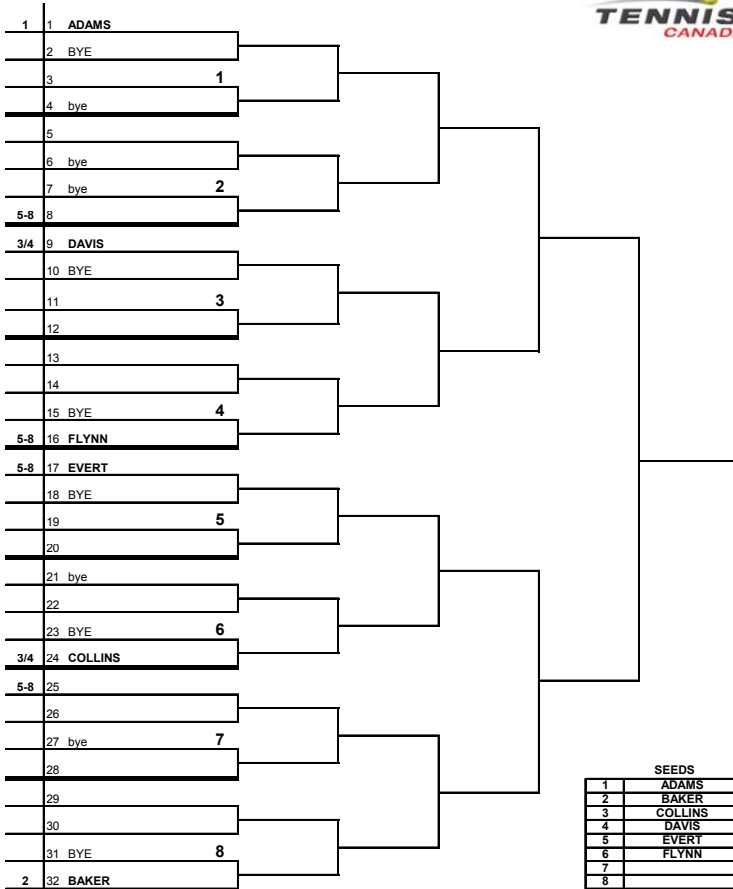 TENNIS
CANAD
1 1 ADAMS
2 BYE
3 1
4 bye
5
6 bye
7 bye 2
5-8 8
3/4 9 DAVIS
10 BYE
11 3
12
13
14
15 BYE 4
5-8 16 FLYNN
5-8 17 EVERT
18 BYE
19 5
20
21 bye
22
23 BYE 6
3/4 24 COLLINS
5-8 25
26
27 bye 7
28
29
30
31 BYE 8
2 32 BAKER
SEEDS
1 ADAMS
2 BAKER
3 COLLINS
4 DAVIS
5 EVERT
6 FLYNN
7
8